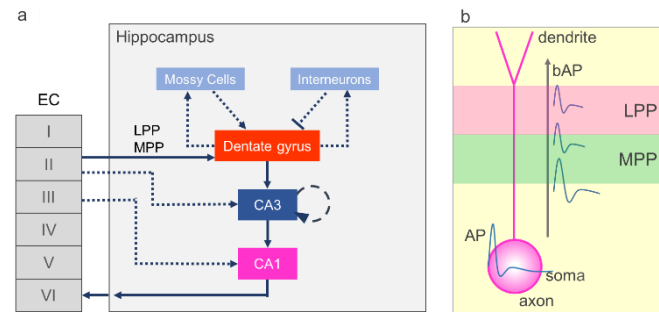 a
Hippocampus
Mossy Cells
Interneurons
EC
I
II
III
IV
V
VI
LPP
MPP
Dentate gyrus
CA3
CA1
b
dendrite
bAP
LPP
MPP
AP
soma
axon